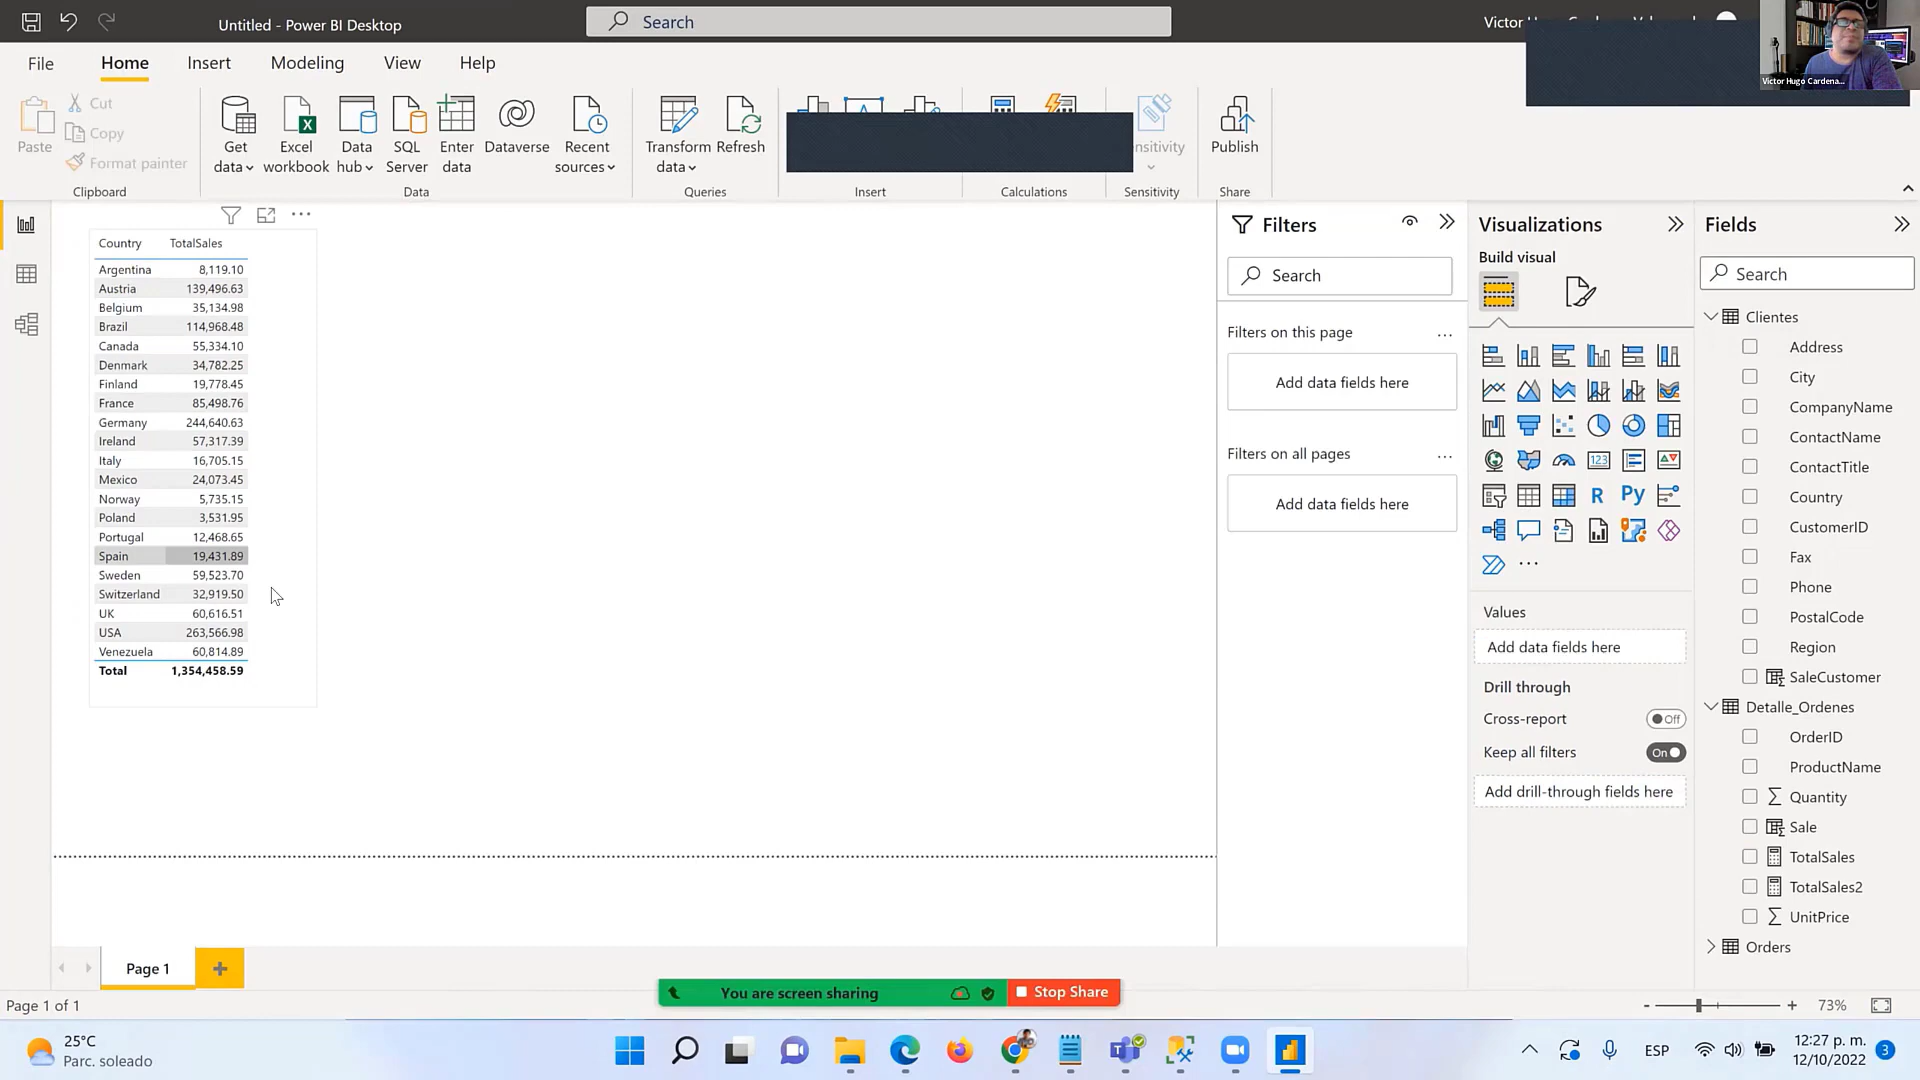 Untitled - Power BI Desktop
Search
Victor
Victor Hugo Cardena...
File
Home
Insert
Modeling
View
Help
Paste
Cut
Copy
Format painter
Clipboard
Get data
Excel workbook
Data hub
SQL Server
Enter data
Dataverse
Recent sources
Data
Transform data
Refresh
Queries
Insert
Calculations
nsitivity
Sensitivity
Publish
Share
Country TotalSales
Argentina 8,119.10
Austria 139,496.63
Belgium 35,134.98
Brazil 114,968.48
Canada 55,334.10
Denmark 34,782.25
Finland 19,778.45
France 85,498.76
Germany 244,640.63
Ireland 57,317.39
Italy 16,705.15
Mexico 24,073.45
Norway 5,735.15
Poland 3,531.95
Portugal 12,468.65
Spain 19,431.89
Sweden 59,523.70
Switzerland 32,919.50
UK 60,616.51
USA 263,566.98
Venezuela 60,814.89
Total 1,354,458.59
Filters
Search
Filters on this page ...
Add data fields here
Filters on all pages ...
Add data fields here
Visualizations
Build visual
123
R
Py
...
Values
Add data fields here
Drill through
Cross-report
Off
Keep all filters
On
Add drill-through fields here
Fields
Search
Clientes
Address
City
CompanyName
ContactName
ContactTitle
Country
CustomerID
Fax
Phone
PostalCode
Region
SaleCustomer
Detalle_Ordenes
OrderID
ProductName
Quantity
Sale
TotalSales
TotalSales2
UnitPrice
Orders
Page 1
Page 1 of 1
You are screen sharing
Stop Share
73%
25°C
Parc. soleado
ESP
12:27 p. m.
12/10/2022
3